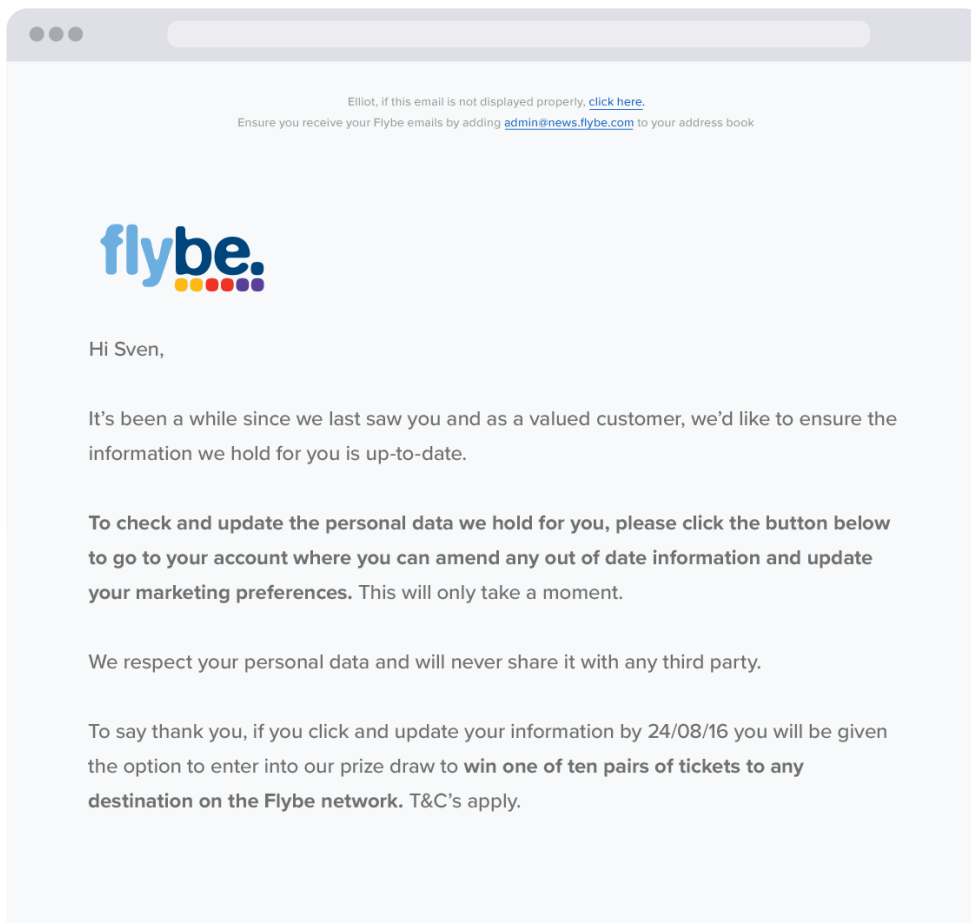 Elliot, if this email is not displayed properly, click here.
Ensure you receive your Flybe emails by adding admin@news.flybe.com to your address book
flybe.
Hi Sven,
It's been a while since we last saw you and as a valued customer, we'd like to ensure the
information we hold for you is up-to-date.
To check and update the personal data we hold for you, please click the button below
to go to your account where you can amend any out of date information and update
your marketing preferences. This will only take a moment.
We respect your personal data and will never share it with any third party.
To say thank you, if you click and update your information by 24/08/16 you will be given
the option to enter into our prize draw to win one of ten pairs of tickets to any
destination on the Flybe network. T&C's apply.